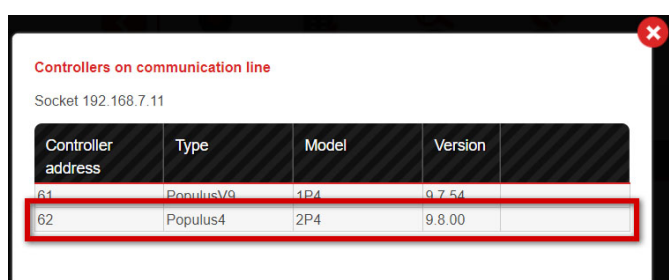 Controllers on communication line
Socket 192.168.7.11
Controller address Type Model Version
61 PopulusV9 1P4 9.7.54
62 Populus4 2P4 9.8.00